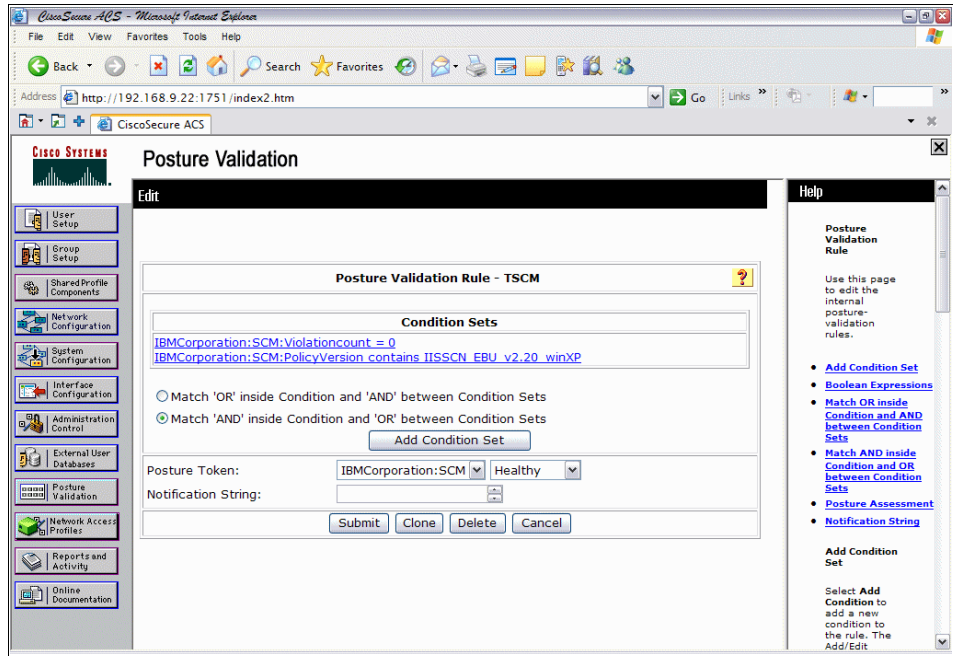 CiscoSecure ACS - Microsoft Internet Explorer
File Edit View Favorites Tools Help
Back Search Favorites
Address http://192.168.9.22:1751/index2.htm Go Links »
CiscoSecure ACS
CISCO SYSTEMS
Posture Validation
User Setup
Group Setup
Shared Profile Components
Network Configuration
System Configuration
Interface Configuration
Administration Control
External User Databases
Posture Validation
Network Access Profiles
Reports and Activity
Online Documentation
Edit
Posture Validation Rule - TSCM
?
Condition Sets
IBMCorporation:SCM:Violationcount = 0
IBMCorporation:SCM:PolicyVersion contains IISSCN_EBU_v2.20_winXP
Match 'OR' inside Condition and 'AND' between Condition Sets
Match 'AND' inside Condition and 'OR' between Condition Sets
Add Condition Set
Posture Token: IBMCorporation:SCM Healthy
Notification String:
Submit Clone Delete Cancel
Help
Posture
Validation
Rule
Use this page
to edit the
internal
posture-
validation
rules.
• Add Condition Set
• Boolean Expressions
• Match OR inside
Condition and AND
between Condition
Sets
• Match AND inside
Condition and OR
between Condition
Sets
• Posture Assessment
• Notification String
Add Condition
Set
Select Add
Condition to
add a new
condition to
the rule. The
Add/Edit